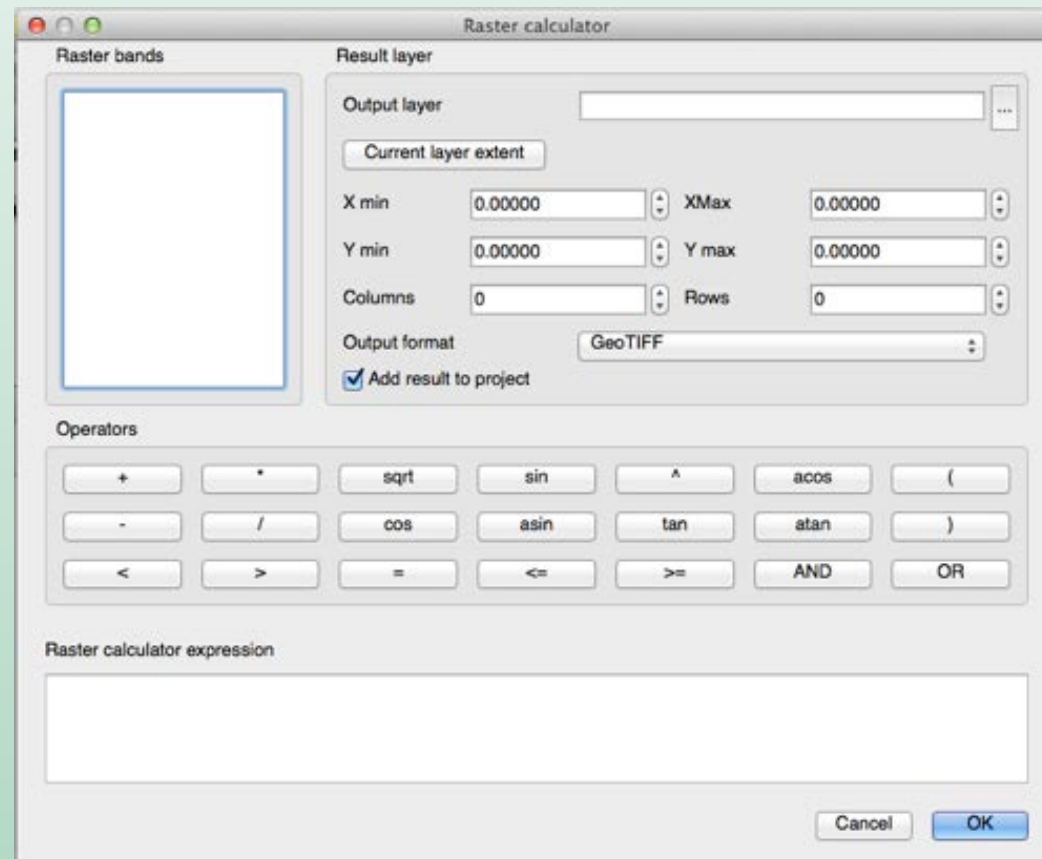 Raster calculator
Raster bands
Result layer
Output layer
...
Current layer extent
X min 0.00000 XMax 0.00000
Y min 0.00000 Y max 0.00000
Columns 0 Rows 0
Output format GeoTIFF
Add result to project
Operators
+ * sqrt sin ^ acos (
- / cos asin tan atan )
< > = <= >= AND OR
Raster calculator expression
Cancel OK